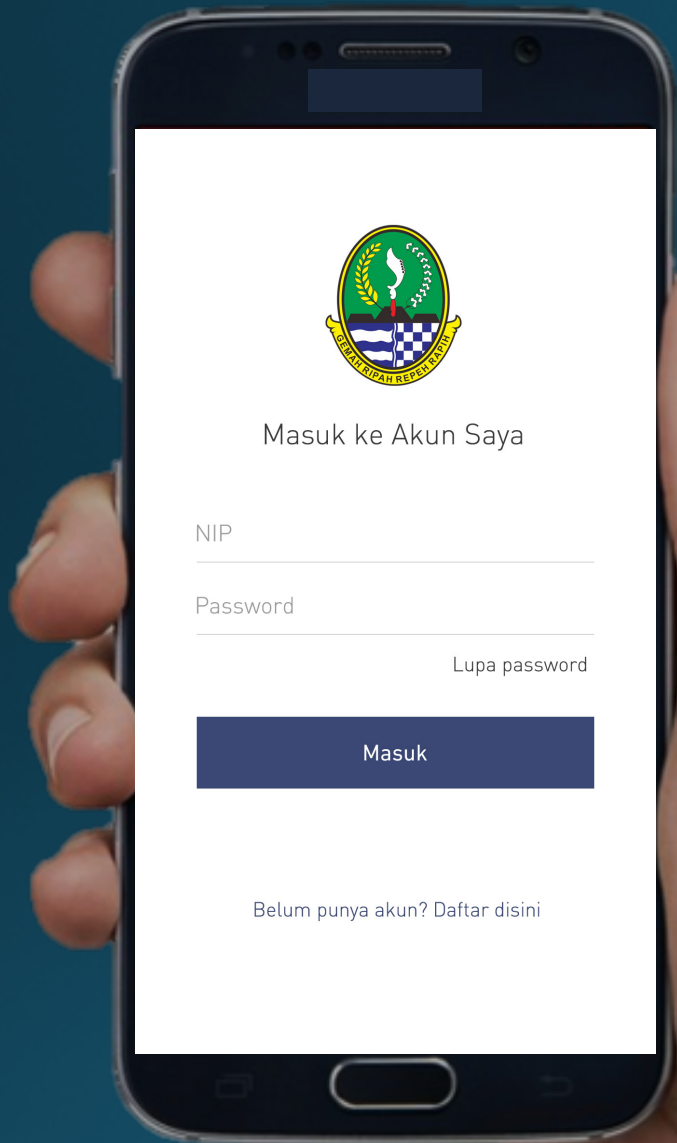 GEMAH RIPAH REPEH RAPIH
Masuk ke Akun Saya
NIP
Password
Lupa password
Masuk
Belum punya akun? Daftar disini